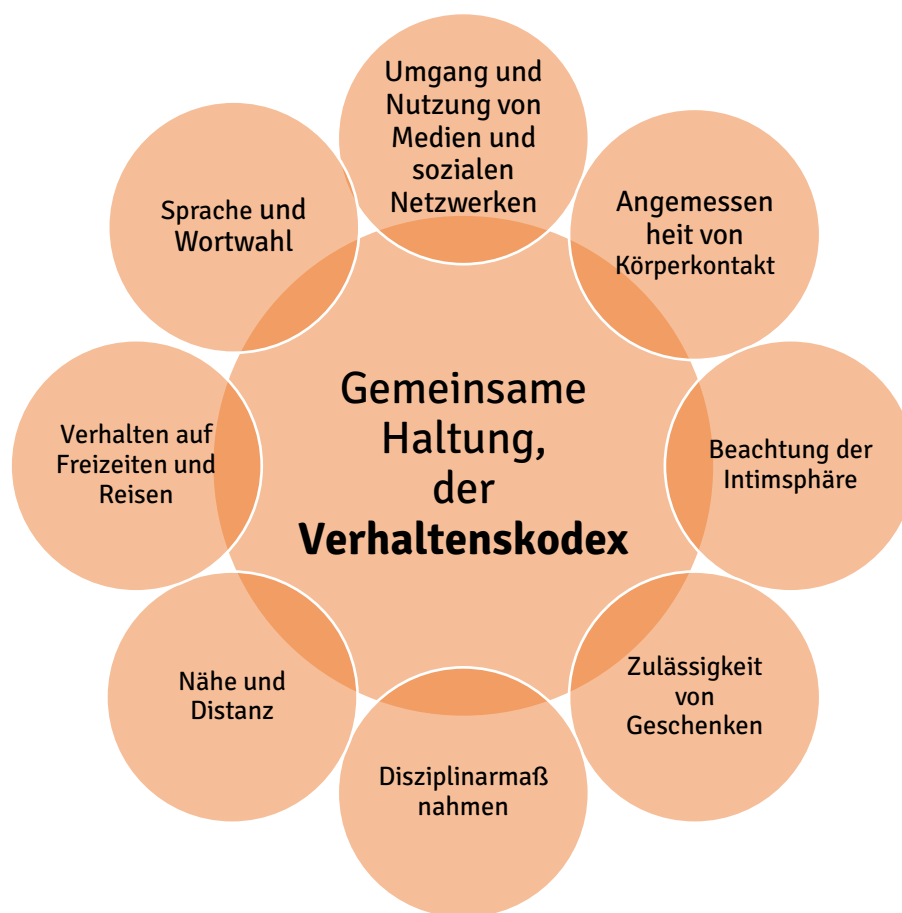 Umgang und
Nutzung von
Medien und
sozialen
Netzwerken
Angemessen
heit von
Körperkontakt
Beachtung der
Intimsphäre
Zulässigkeit
von
Geschenken
Disziplinarmaß
nahmen
Nähe und
Distanz
Verhalten auf
Freizeiten und
Reisen
Sprache und
Wortwahl
Gemeinsame
Haltung,
der
Verhaltenskodex